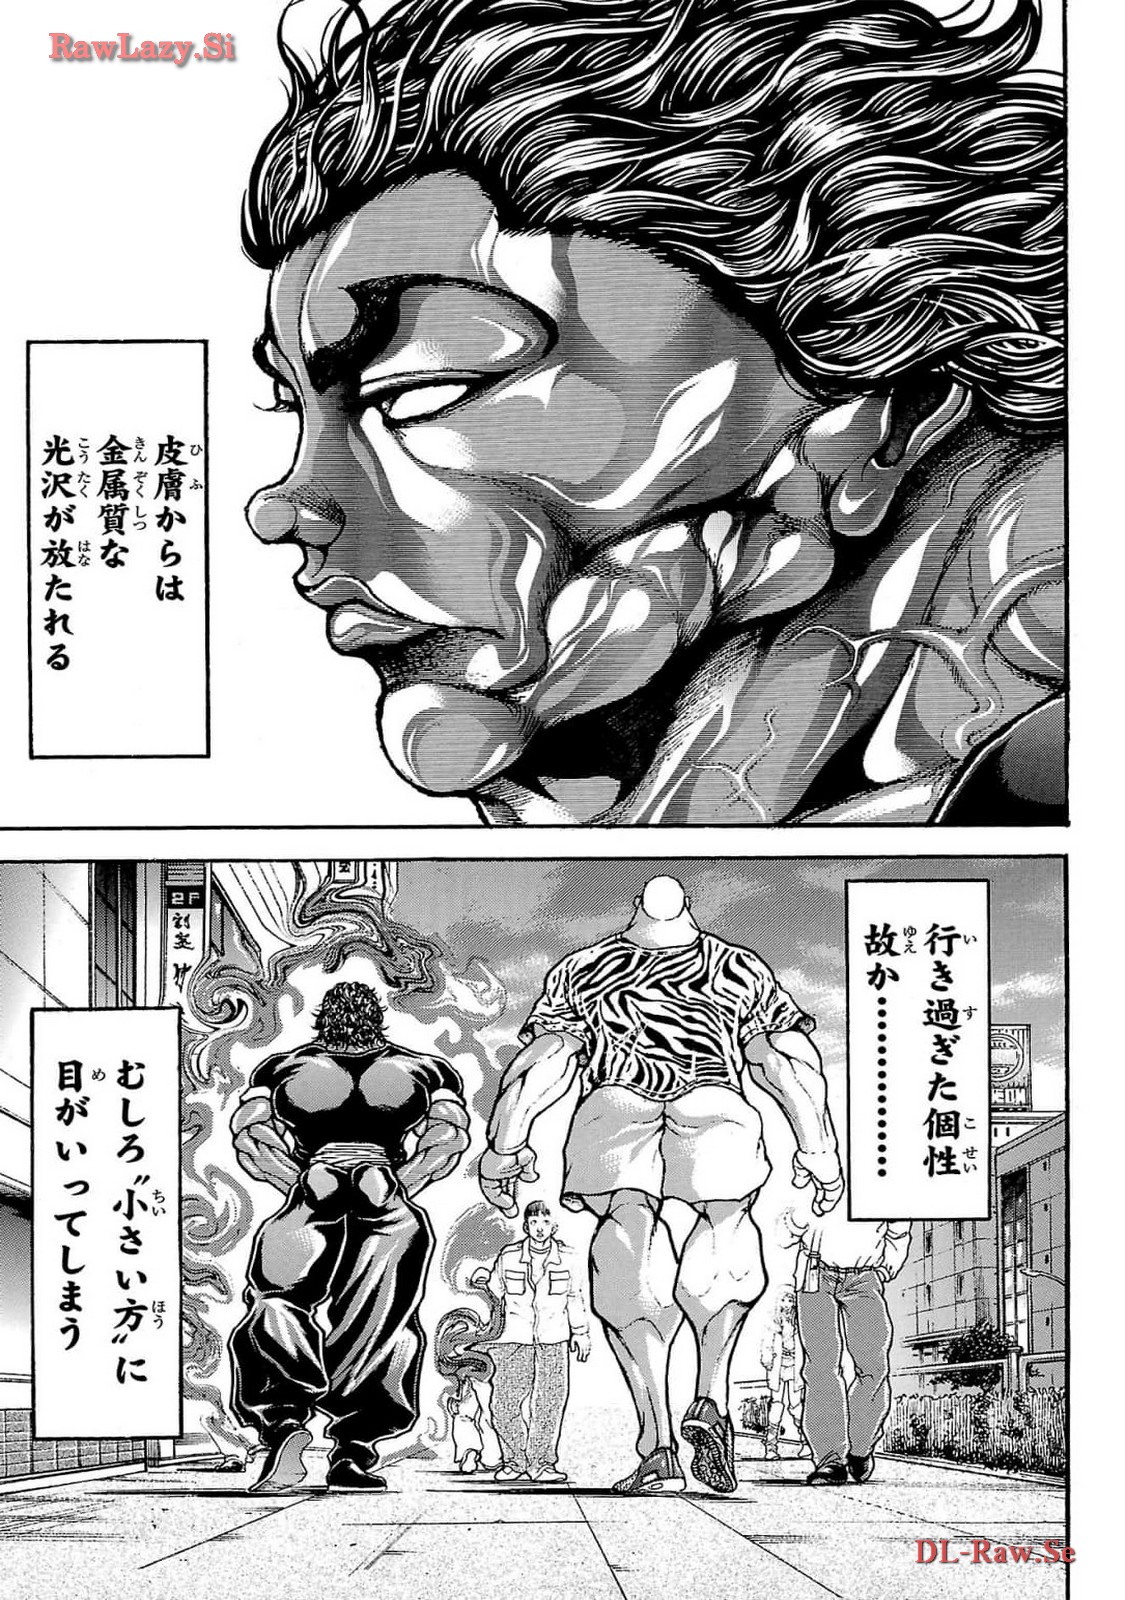 RawLazy.Si
皮膚からは
金属質な
光沢が放たれる
行き過ぎた個性
故か…………
むしろ〝小さい方〟に
目がいってしまう
2F
DL-Raw.Se